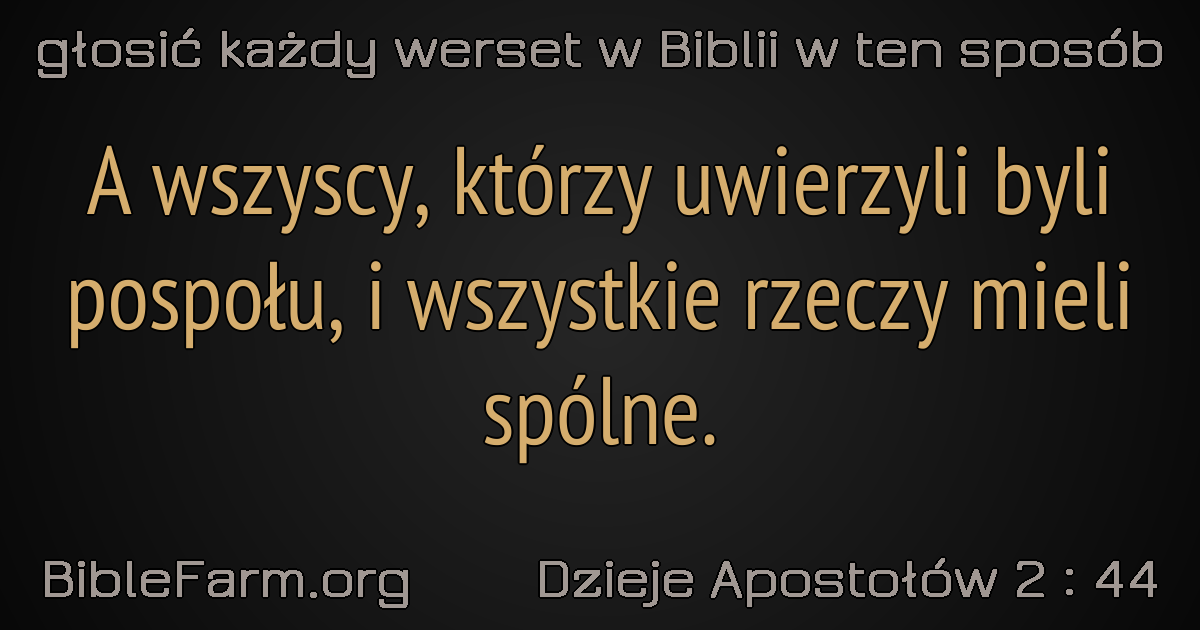 głosić każdy werset w Biblii w ten sposób
A wszyscy, którzy uwierzyli byli
pospołu, i wszystkie rzeczy mieli
spólne.
BibleFarm.org
Dzieje Apostołów 2 : 44